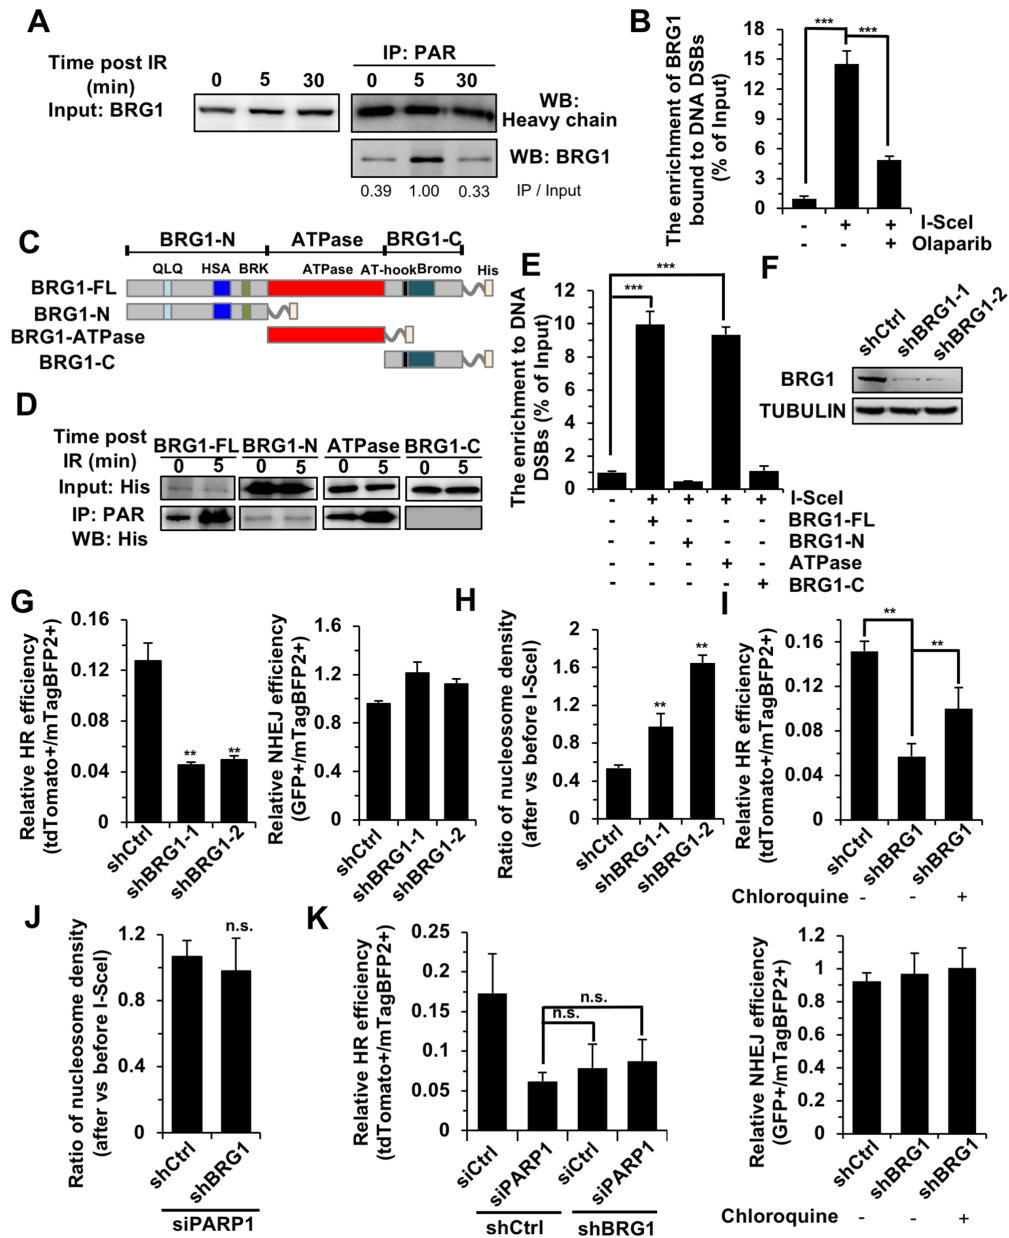 A
Time post IR
(min)
0 5 30
Input: BRG1
IP: PAR
0 5 30
WB:
Heavy chain
WB: BRG1
0.39 1.00 0.33 IP / Input
B
The enrichment of BRG1
bound to DNA DSBs
(% of Input)
18
15
12
9
6
3
0
*** ***
- + + I-SceI
- - + Olaparib
C
BRG1-N ATPase BRG1-C
QLQ HSA BRK ATPase AT-hook Bromo His
BRG1-FL
BRG1-N
BRG1-ATPase
BRG1-C
D
Time post
IR (min)
BRG1-FL BRG1-N ATPase BRG1-C
0 5 0 5 0 5 0 5
Input: His
IP: PAR
WB: His
E
The enrichment to DNA
DSBs (% of Input)
12
10
8
6
4
2
0
***
***
- + + + + I-SceI
- + - - - BRG1-FL
- - + - - BRG1-N
- - - + - ATPase
- - - - + BRG1-C
F
shCtrl
shBRG1-1
shBRG1-2
BRG1
TUBULIN
G
Relative HR efficiency
(tdTomato+/mTagBFP2+)
0.16
0.12
0.08
0.04
0
** **
shCtrl
shBRG1-1
shBRG1-2
Relative NHEJ efficiency
(GFP+/mTagBFP2+)
1.6
1.2
0.8
0.4
0
shCtrl
shBRG1-1
shBRG1-2
H
Ratio of nucleosome density
(after vs before I-SceI)
2
1.6
1.2
0.8
0.4
0
**
**
shCtrl
shBRG1-1
shBRG1-2
I
Relative HR efficiency
(tdTomato+/mTagBFP2+)
0.16
0.12
0.08
0.04
0
**
**
shCtrl
shBRG1
shBRG1
Chloroquine - - +
J
Ratio of nucleosome density
(after vs before I-SceI)
1.2
0.8
0.4
0
n.s.
shCtrl
shBRG1
siPARP1
K
Relative HR efficiency
(tdTomato+/mTagBFP2+)
0.25
0.2
0.15
0.1
0.05
0
n.s.
n.s.
siCtrl
siPARP1
siCtrl
siPARP1
shCtrl shBRG1
Relative NHEJ efficiency
(GFP+/mTagBFP2+)
1.2
1
0.8
0.6
0.4
0.2
0
shCtrl
shBRG1
shBRG1
Chloroquine - - +